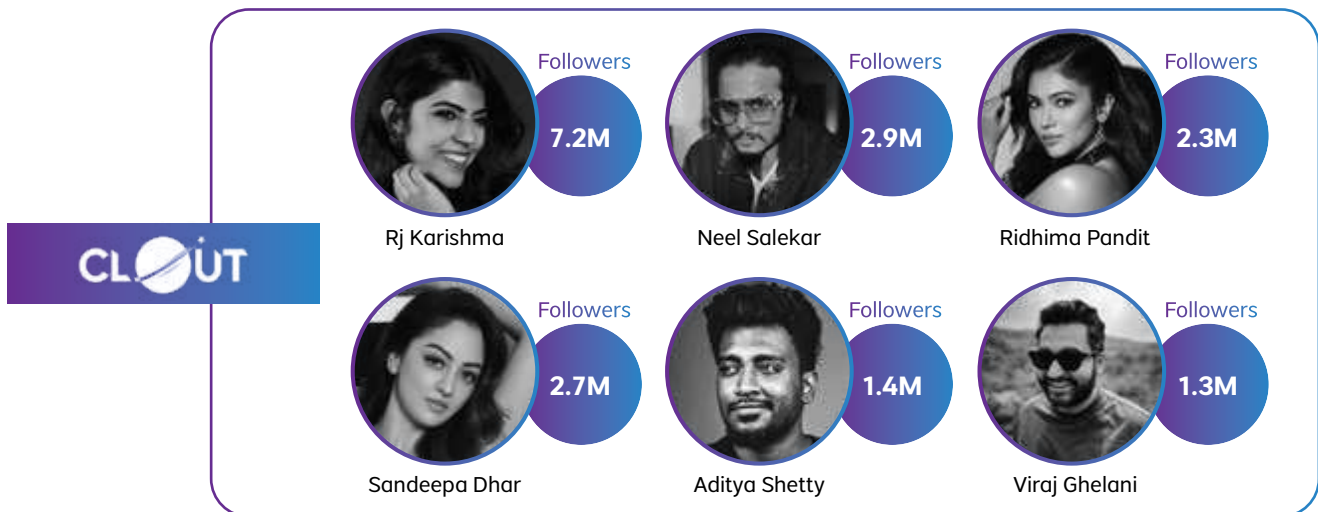 Followers
7.2M
Rj Karishma
Followers
2.9M
Neel Salekar
Followers
2.3M
Ridhima Pandit
CLOUT
Followers
2.7M
Sandeepa Dhar
Followers
1.4M
Aditya Shetty
Followers
1.3M
Viraj Ghelani